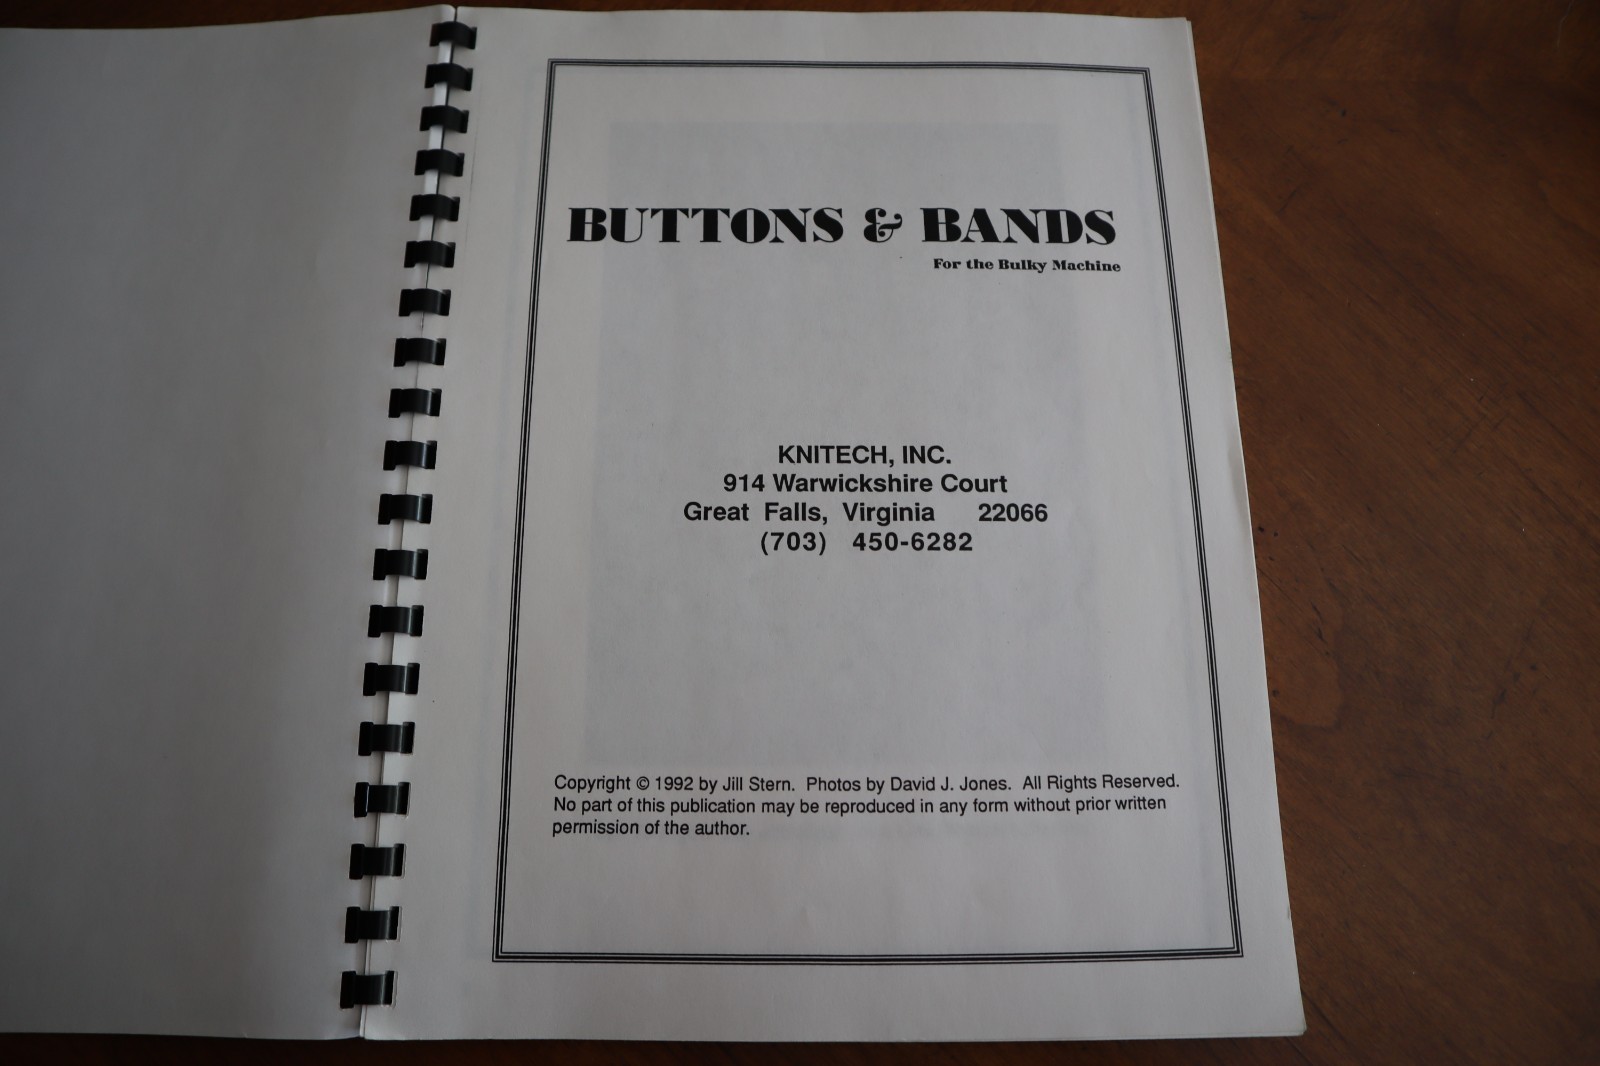 BUTTONS & BANDS
For the Bulky Machine
KNITECH, INC.
914 Warwickshire Court
Great Falls, Virginia 22066
(703) 450-6282
Copyright © 1992 by Jill Stern. Photos by David J. Jones. All Rights Reserved.
No part of this publication may be reproduced in any form without prior written
permission of the author.